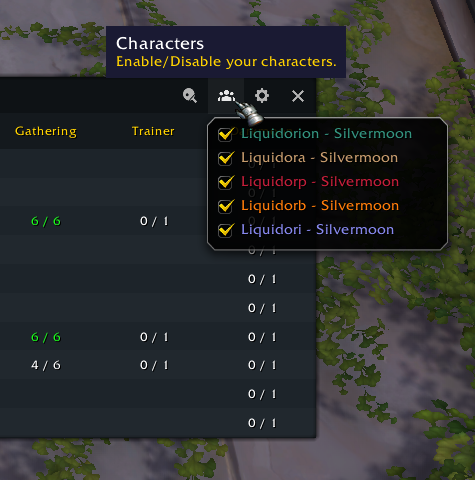 Characters
Enable/Disable your characters.
Gathering Trainer
Liquidorion - Silvermoon
Liquidora - Silvermoon
Liquidorp - Silvermoon
Liquidorb - Silvermoon
Liquidori - Silvermoon
6 / 6 0 / 1
0 / 1
0 / 1
0 / 1
6 / 6 0 / 1 0 / 1
4 / 6 0 / 1 0 / 1
0 / 1
0 / 1